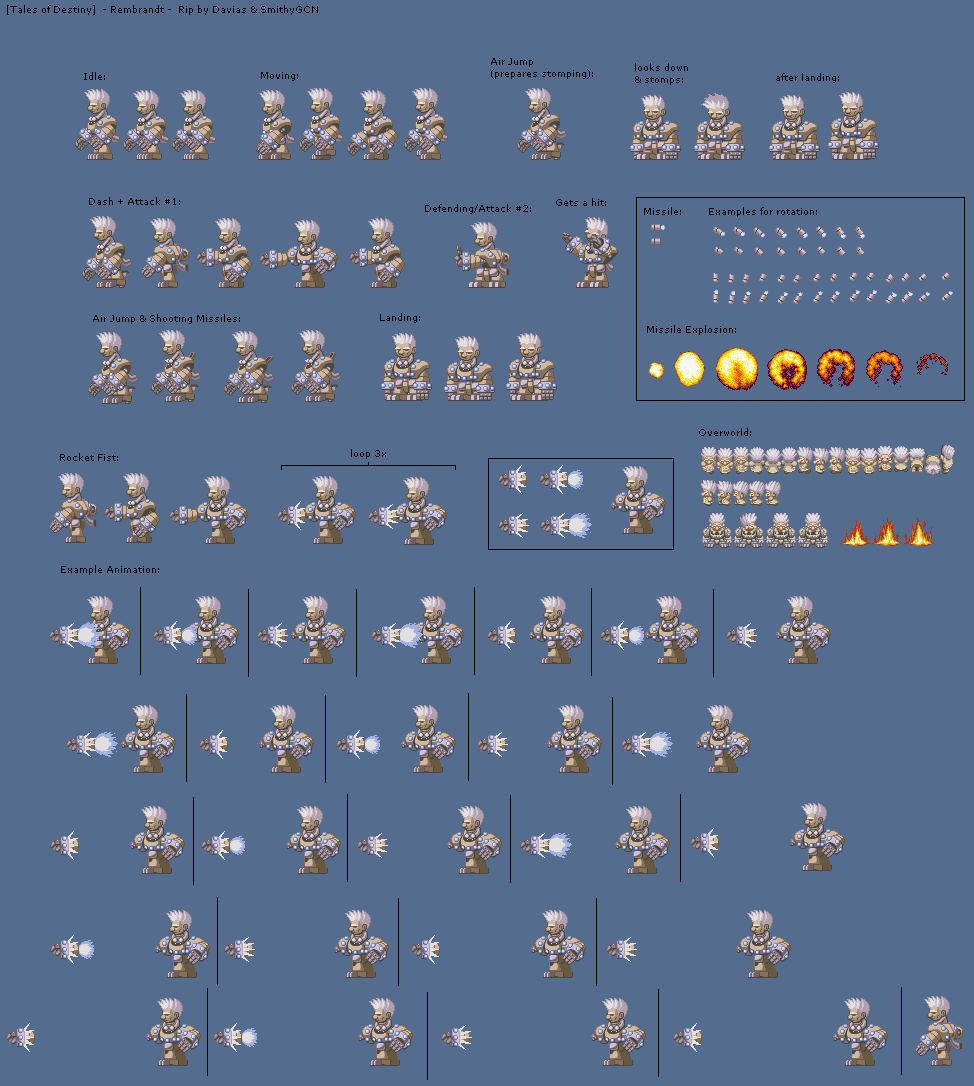 [Tales of Destiny] - Rembrandt - Rip by Davias & SmithyGCN
Idle:
Moving:
Air Jump
(prepares stomping):
looks down
& stomps:
after landing:
Dash + Attack #1:
Defending/Attack #2:
Gets a hit:
Missile:
Examples for rotation:
Air Jump & Shooting Missiles:
Landing:
Missile Explosion:
Rocket Fist:
loop 3x
Overworld:
Example Animation: